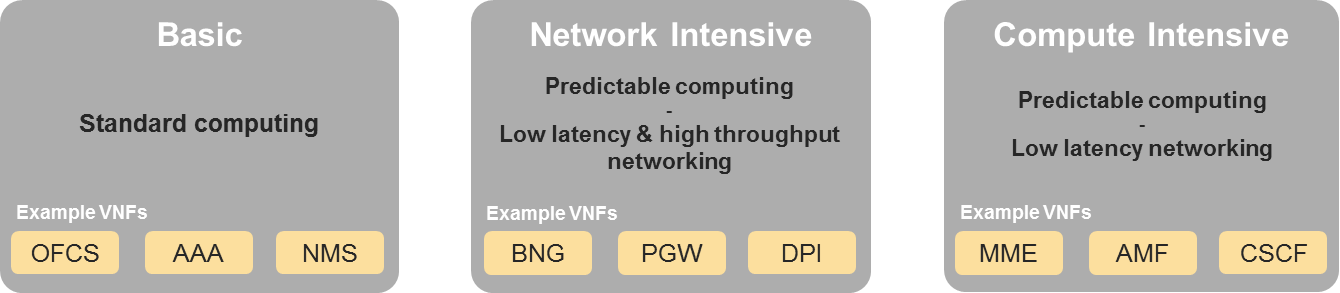 Basic
Standard computing
Example VNFs
OFCS
AAA
NMS
Network Intensive
Predictable computing
-
Low latency & high throughput
networking
Example VNFs
BNG
PGW
DPI
Compute Intensive
Predictable computing
-
Low latency networking
Example VNFs
MME
AMF
CSCF